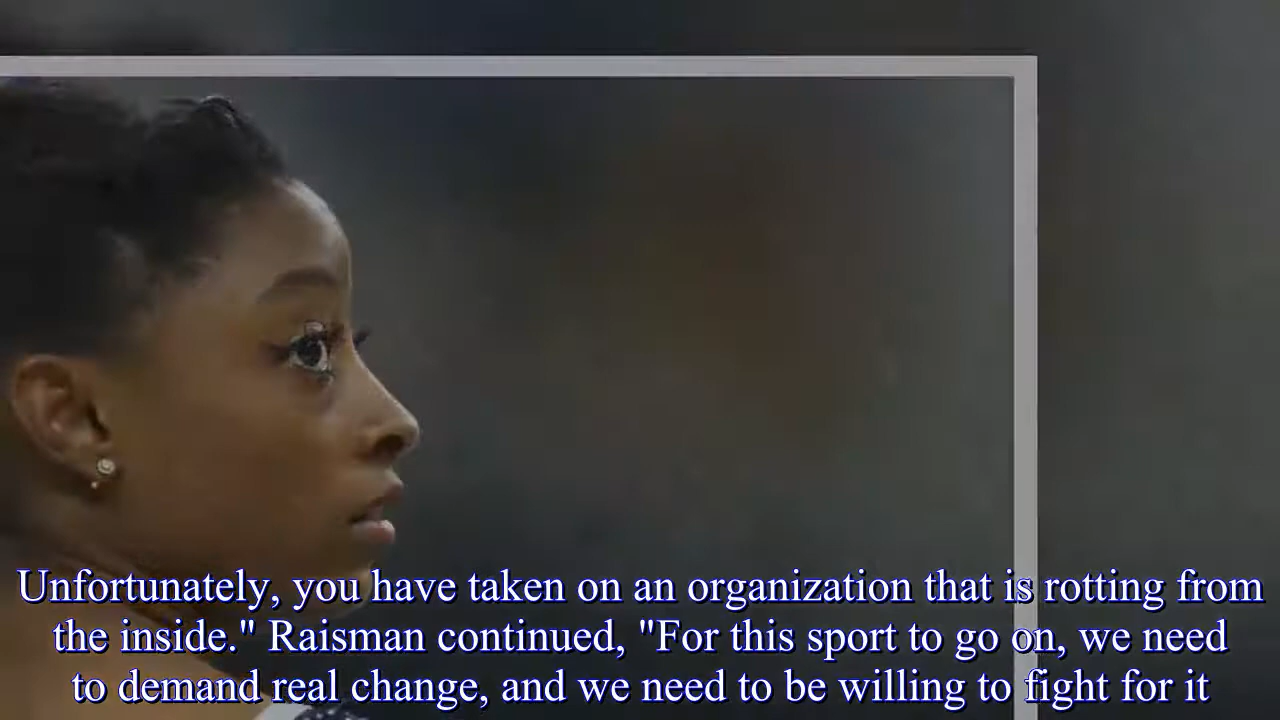 Unfortunately, you have taken on an organization that is rotting from
the inside." Raisman continued, "For this sport to go on, we need
to demand real change, and we need to be willing to fight for it